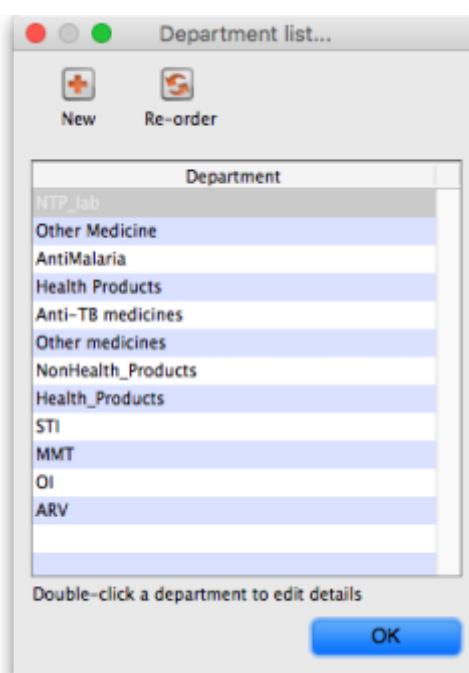 Department list...
New Re-order
Department
NTP_lab
Other Medicine
AntiMalaria
Health Products
Anti-TB medicines
Other medicines
NonHealth_Products
Health_Products
STI
MMT
OI
ARV
Double-click a department to edit details
OK